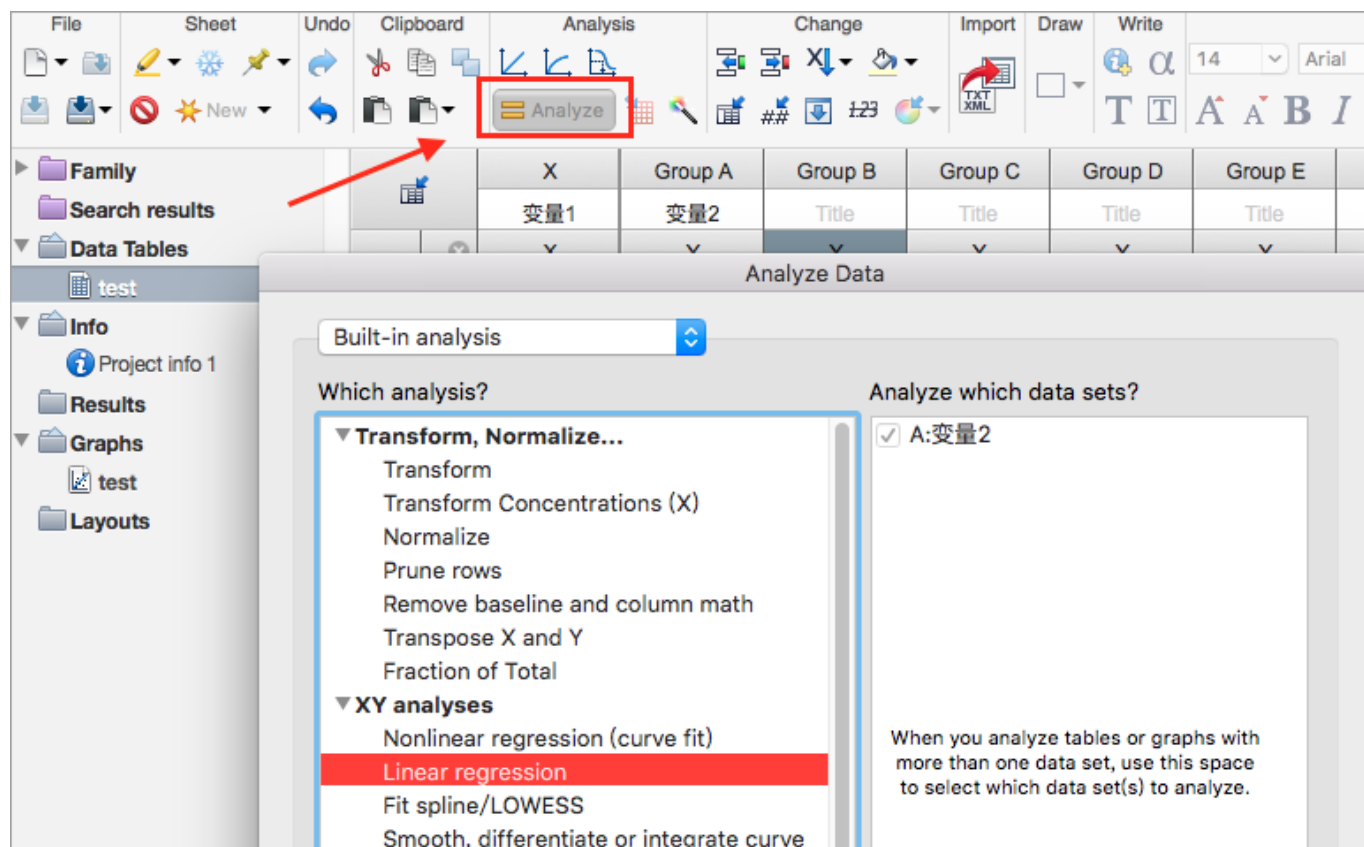 File Sheet Undo Clipboard Analysis Change Import Draw Write
14 Arial
New Analyze ## 123 TXT XML T T A A B I
Family
Search results
Data Tables
test
Info
Project info 1
Results
Graphs
test
Layouts
X Group A Group B Group C Group D Group E
变量1 变量2 Title Title Title Title
X Y Y Y Y Y
Analyze Data
Built-in analysis
Which analysis?
Transform, Normalize...
Transform
Transform Concentrations (X)
Normalize
Prune rows
Remove baseline and column math
Transpose X and Y
Fraction of Total
XY analyses
Nonlinear regression (curve fit)
Linear regression
Fit spline/LOWESS
Smooth, differentiate or integrate curve
Analyze which data sets?
A:变量2
When you analyze tables or graphs with
more than one data set, use this space
to select which data set(s) to analyze.